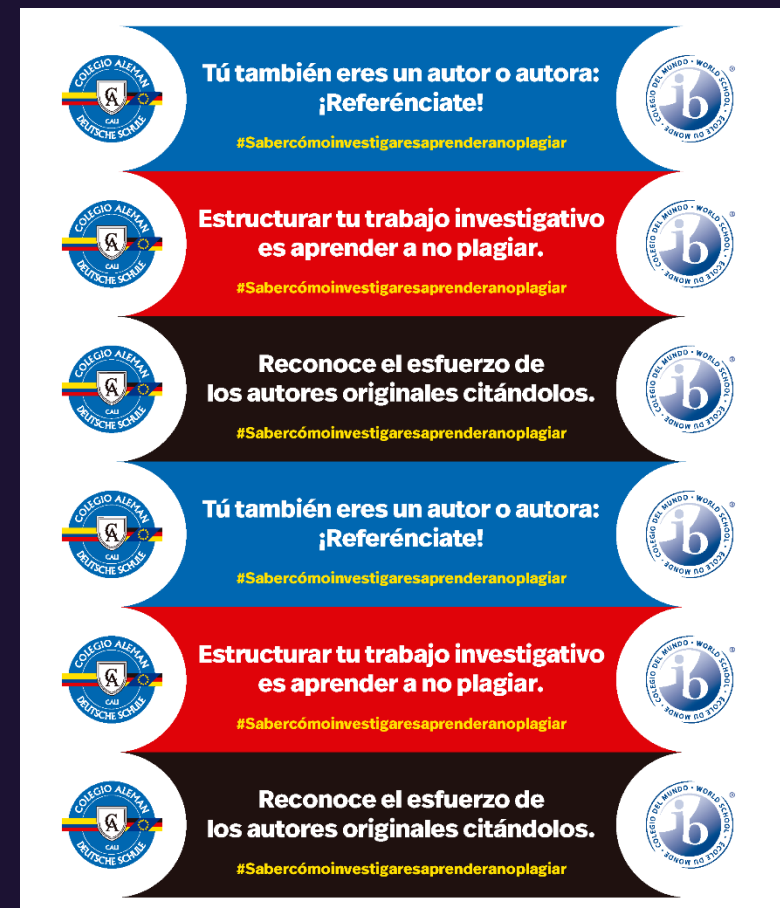 COLEGIO ALEMAN
CA
CALI
DEUTSCHE SCHULE
Tú también eres un autor o autora:
¡Referénciate!
#Sabercómoinvestigaresaprenderanoplagiar
COLEGIO DEL MUNDO · WORLD SCHOOL · ECOLE DU MONDE ·
ib
®
COLEGIO ALEMAN
CA
CALI
DEUTSCHE SCHULE
Estructurar tu trabajo investigativo
es aprender a no plagiar.
#Sabercómoinvestigaresaprenderanoplagiar
COLEGIO DEL MUNDO · WORLD SCHOOL · ECOLE DU MONDE ·
ib
®
COLEGIO ALEMAN
CA
CALI
DEUTSCHE SCHULE
Reconoce el esfuerzo de
los autores originales citándolos.
#Sabercómoinvestigaresaprenderanoplagiar
COLEGIO DEL MUNDO · WORLD SCHOOL · ECOLE DU MONDE ·
ib
®
COLEGIO ALEMAN
CA
CALI
DEUTSCHE SCHULE
Tú también eres un autor o autora:
¡Referénciate!
#Sabercómoinvestigaresaprenderanoplagiar
COLEGIO DEL MUNDO · WORLD SCHOOL · ECOLE DU MONDE ·
ib
®
COLEGIO ALEMAN
CA
CALI
DEUTSCHE SCHULE
Estructurar tu trabajo investigativo
es aprender a no plagiar.
#Sabercómoinvestigaresaprenderanoplagiar
COLEGIO DEL MUNDO · WORLD SCHOOL · ECOLE DU MONDE ·
ib
®
COLEGIO ALEMAN
CA
CALI
DEUTSCHE SCHULE
Reconoce el esfuerzo de
los autores originales citándolos.
#Sabercómoinvestigaresaprenderanoplagiar
COLEGIO DEL MUNDO · WORLD SCHOOL · ECOLE DU MONDE ·
ib
®